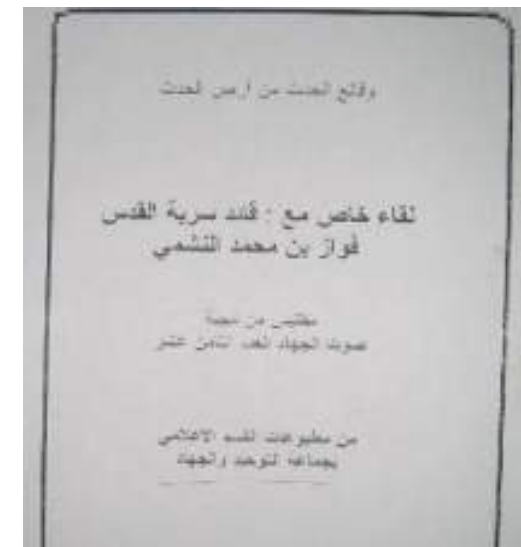 وقائع الحدث من أرض الحدث
لقاء خاص مع : قائد سرية القدس
فواز بن محمد النشمي
مقتبس من مجلة
صوت الجهاد العدد الثامن عشر
من مطبوعات القسم الاعلامي
بجماعة التوحيد والجهاد